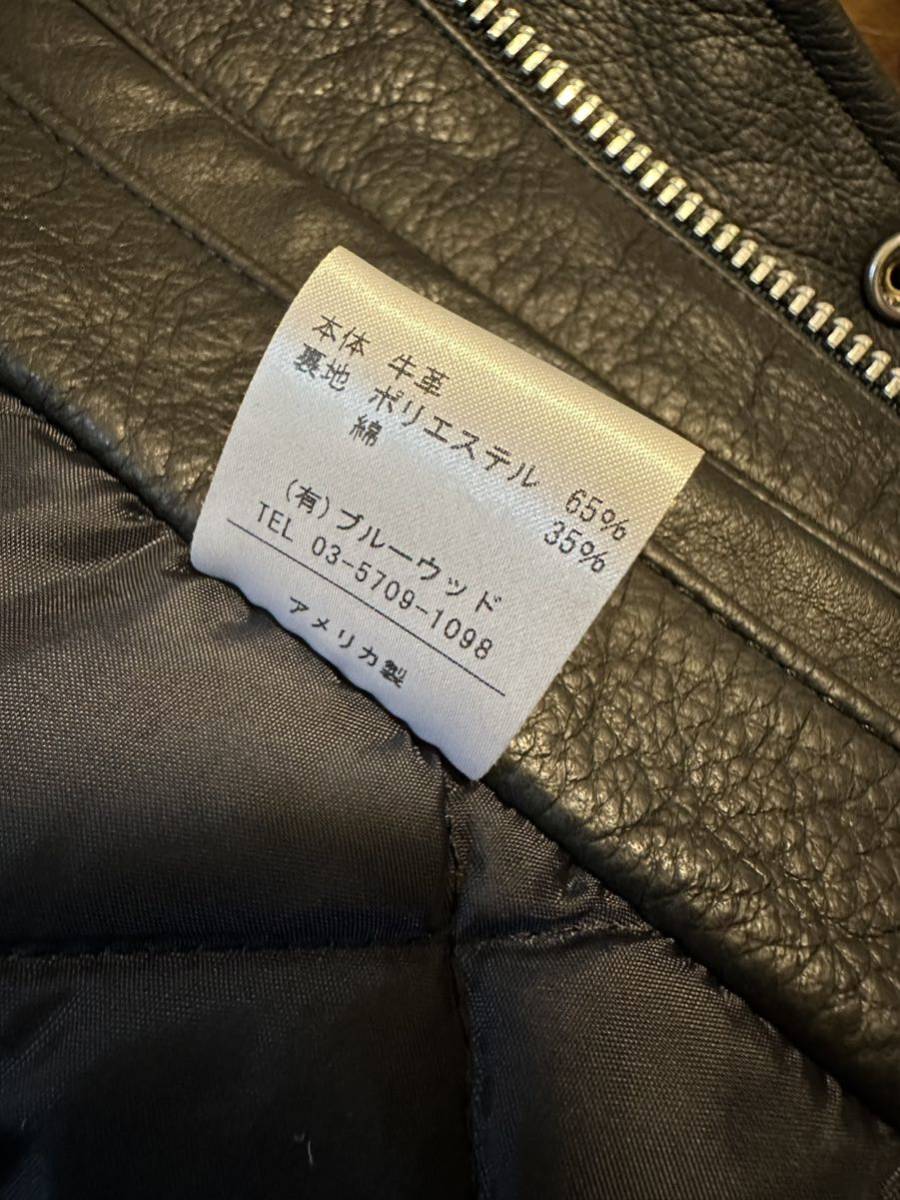 本体 牛革
裏地 ポリエステル 65%
綿 35%
(有)ブルーウッド
TEL 03-5709-1098
アメリカ製